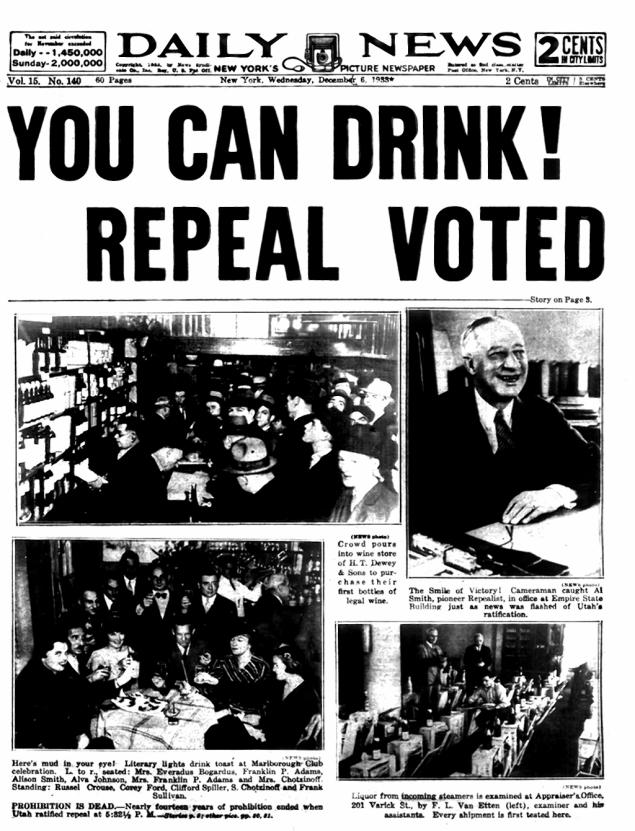 The net paid circulation
for November exceeded
Daily - - 1,450,000
Sunday- 2,000,000
DAILY NEWS
Copyright, 1933, by News Syndi-
cate Co., Inc. Reg. U. S. Pat. Off.
NEW YORK'S PICTURE NEWSPAPER
Entered as 2nd class matter
Post Office, New York, N.Y.
2 CENTS
IN CITY LIMITS
Vol. 15. No. 140 60 Pages New York, Wednesday, December 6, 1933* 2 Cents IN CITY LIMITS 3 CENTS Elsewhere
YOU CAN DRINK!
REPEAL VOTED
Story on Page 3.
(NEWS photo)
Crowd pours
into wine store
of H. T. Dewey
& Sons to pur-
chase their
first bottles of
legal wine.
(NEWS photo)
The Smile of Victory! Cameraman caught Al
Smith, pioneer Repealist, in office at Empire State
Building just as news was flashed of Utah's
ratification.
(NEWS photo)
Here's mud in your eye! Literary lights drink toast at Marlborough Club
celebration. L. to r., seated: Mrs. Everadus Bogardus, Franklin P. Adams,
Alison Smith, Alva Johnson, Mrs. Franklin P. Adams and Mrs. Chotzinoff.
Standing: Russel Crouse, Corey Ford, Clifford Spiller, S. Chotzinoff and Frank
Sullivan.
PROHIBITION IS DEAD.—Nearly fourteen years of prohibition ended when
Utah ratified repeal at 5:32½ P. M.—
(NEWS photo)
Liquor from incoming steamers is examined at Appraiser's Office,
201 Varick St., by F. L. Van Etten (left), examiner and his
assistants. Every shipment is first tested here.